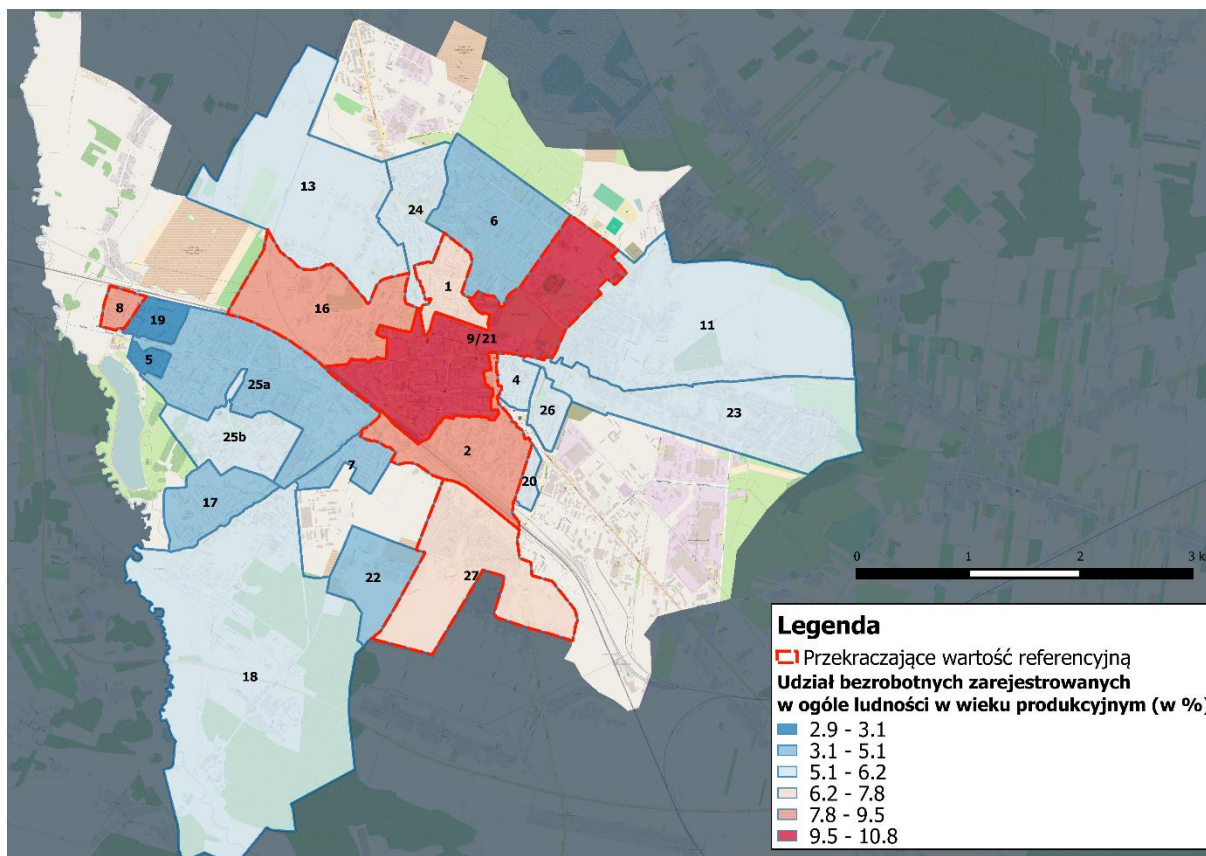 13
24
6
1
8
19
16
11
9/21
5
4
25a
26
23
25b
2
7
20
17
22
27
18
0 1 2 3 k
Legenda
Przekraczające wartość referencyjną
Udział bezrobotnych zarejestrowanych
w ogóle ludności w wieku produkcyjnym (w %)
2.9 - 3.1
3.1 - 5.1
5.1 - 6.2
6.2 - 7.8
7.8 - 9.5
9.5 - 10.8